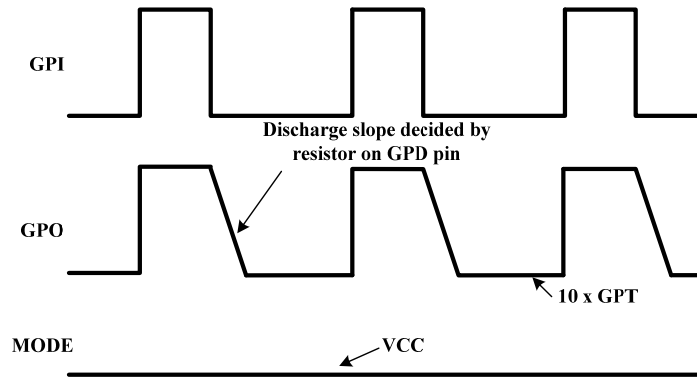 GPI
Discharge slope decided by
resistor on GPD pin
GPO
10 x GPT
MODE
VCC